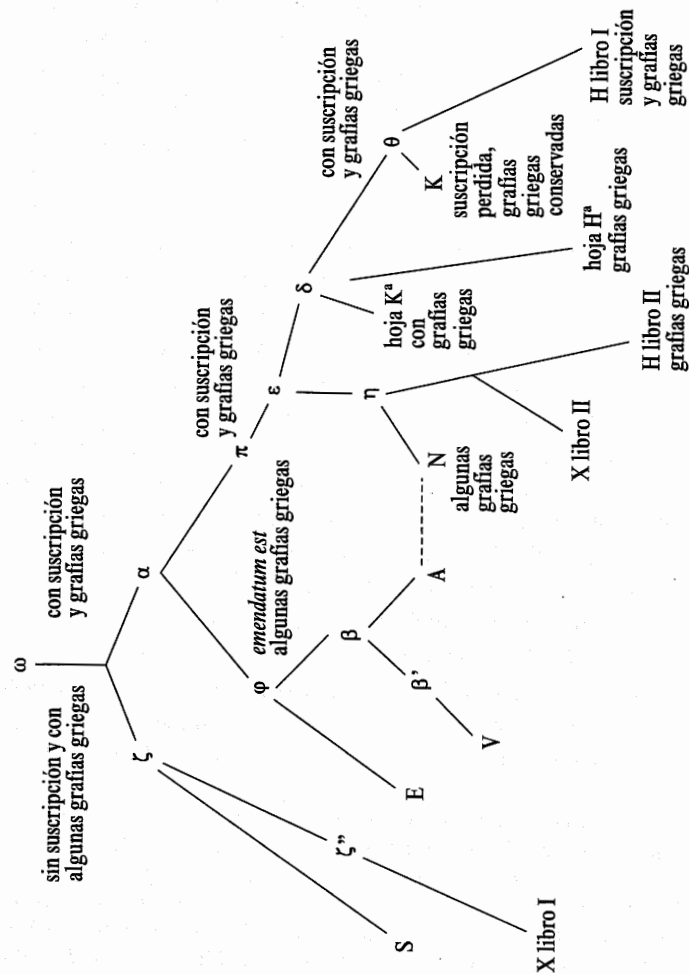 ω
sin suscripción y con
algunas grafías griegas
con suscripción
y grafías griegas
ζ
α
con suscripción
y grafías griegas
φ
emendatum est
algunas grafías griegas
π
ε
δ
con suscripción
y grafías griegas
ζ”
β
β’
η
hoja Kª
con
grafías
griegas
θ
K
suscripción
perdida,
grafías
griegas
conservadas
S
E
V
A
N
algunas
grafías
griegas
X libro I
X libro II
H libro II
grafías griegas
hoja Hª
grafías griegas
H libro I
suscripción
y grafías
griegas